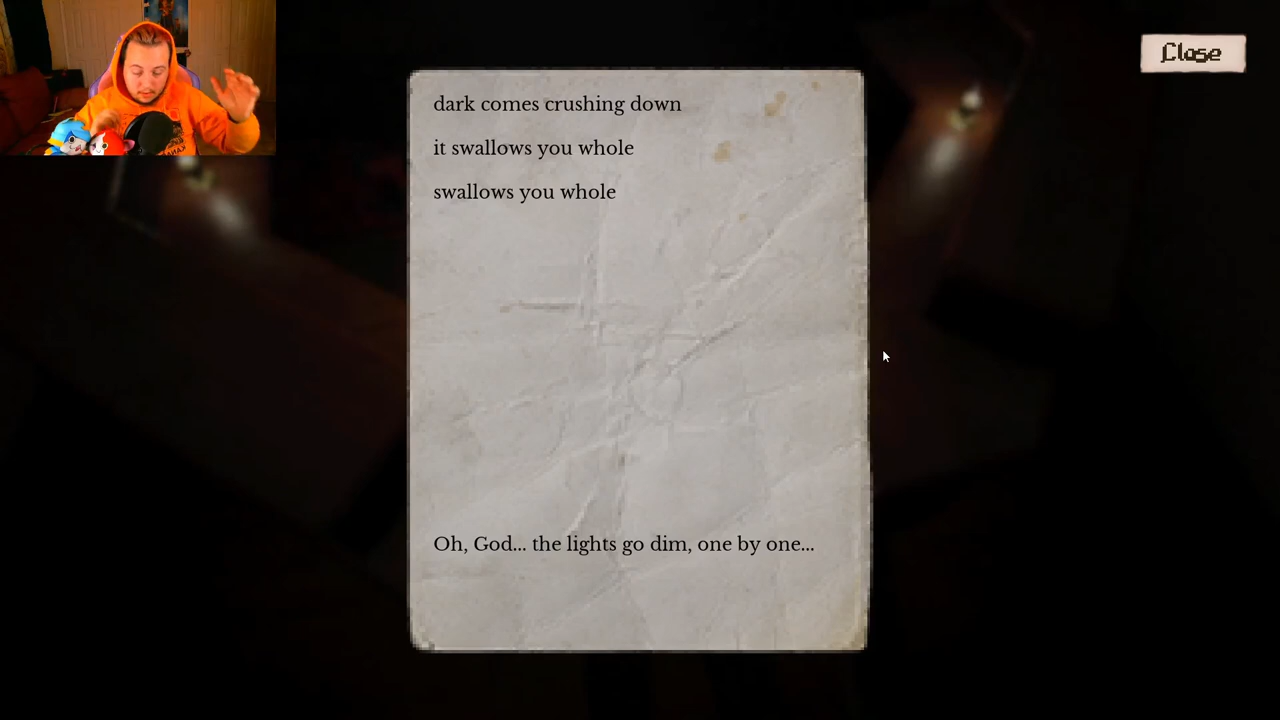 Close
dark comes crushing down
it swallows you whole
swallows you whole
Oh, God... the lights go dim, one by one...